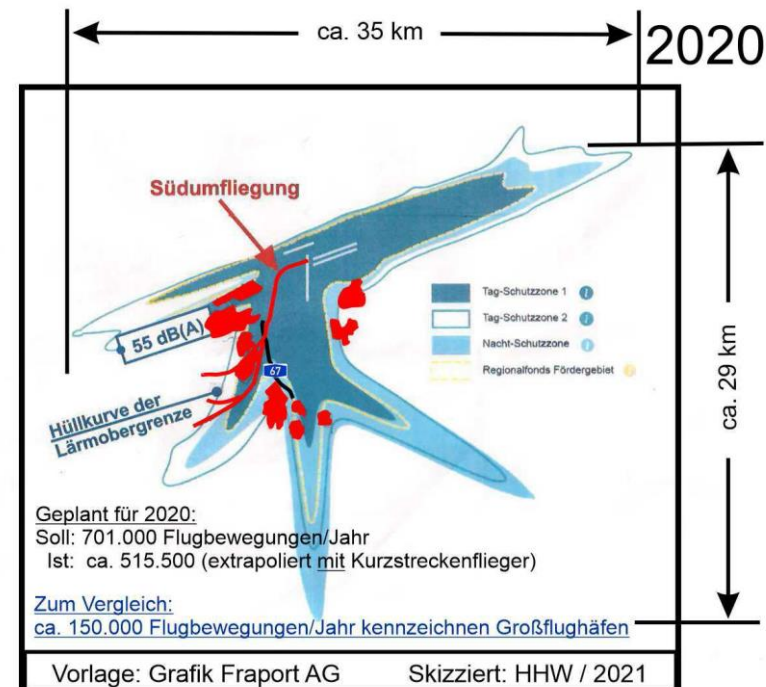 ca. 35 km
2020
Südumfliegung
Tag-Schutzzone 1 i
Tag-Schutzzone 2 i
Nacht-Schutzzone i
Regionalfonds Fördergebiet
55 dB(A)
67
Hüllkurve der
Lärmobergrenze
ca. 29 km
Geplant für 2020:
Soll: 701.000 Flugbewegungen/Jahr
Ist: ca. 515.500 (extrapoliert mit Kurzstreckenflieger)
Zum Vergleich:
ca. 150.000 Flugbewegungen/Jahr kennzeichnen Großflughäfen
Vorlage: Grafik Fraport AG Skizziert: HHW / 2021